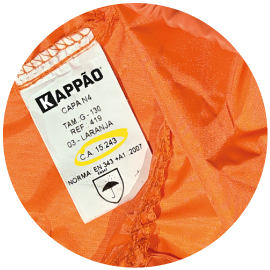 KAPPÃO
CAPA N4
TAM. G - 130
REF. 419
03 - LARANJA
C.A. 15.243
NORMA: EN 343 +A1: 2007